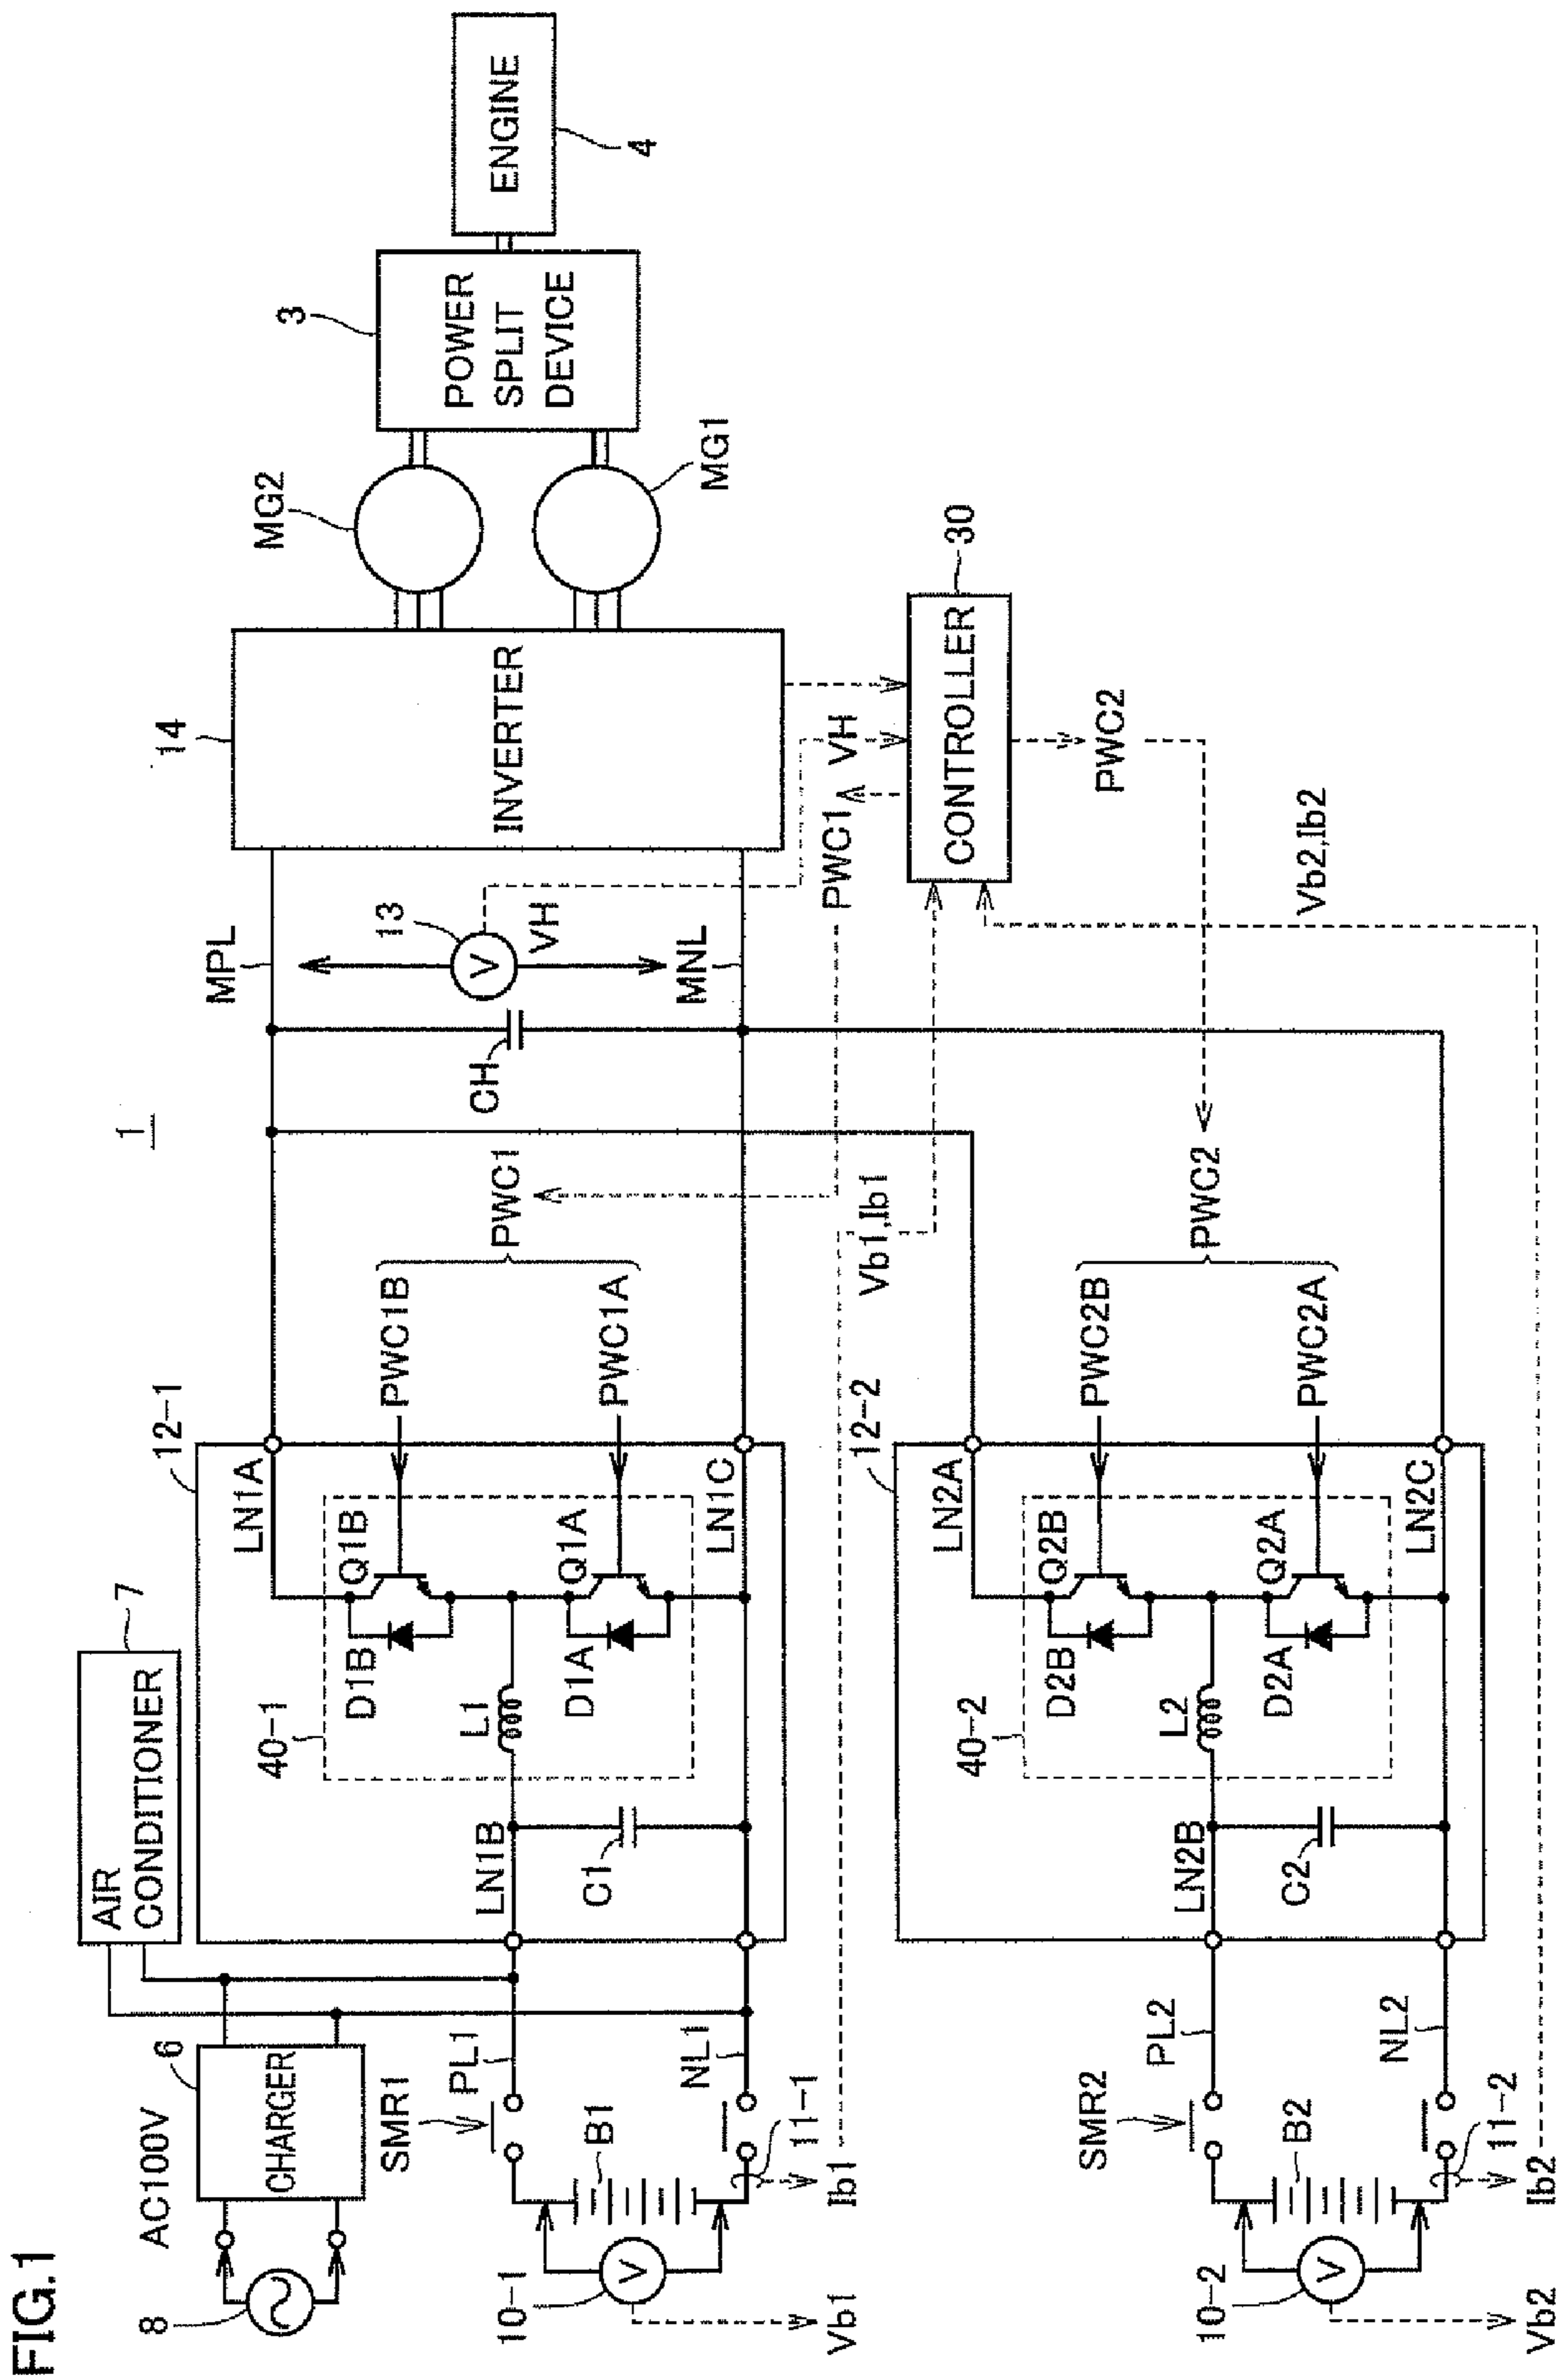 FIG.1
1
8
AC100V
6
CHARGER
7
AIR
CONDITIONER
SMR1
PL1
NL1
B1
10-1
11-1
Vb1
Ib1
12-1
LN1A
LN1B
LN1C
40-1
Q1B
D1B
L1
Q1A
D1A
C1
PWC1B
PWC1A
PWC1
CH
MPL
MNL
13
V
VH
14
INVERTER
MG2
MG1
3
POWER
SPLIT
DEVICE
ENGINE
4
VH
PWC1
30
CONTROLLER
PWC2
Vb1,Ib1
Vb2,Ib2
V
SMR2
PL2
NL2
B2
10-2
V
11-2
Vb2
Ib2
12-2
LN2A
LN2B
LN2C
40-2
Q2B
D2B
L2
Q2A
D2A
C2
PWC2B
PWC2A
PWC2